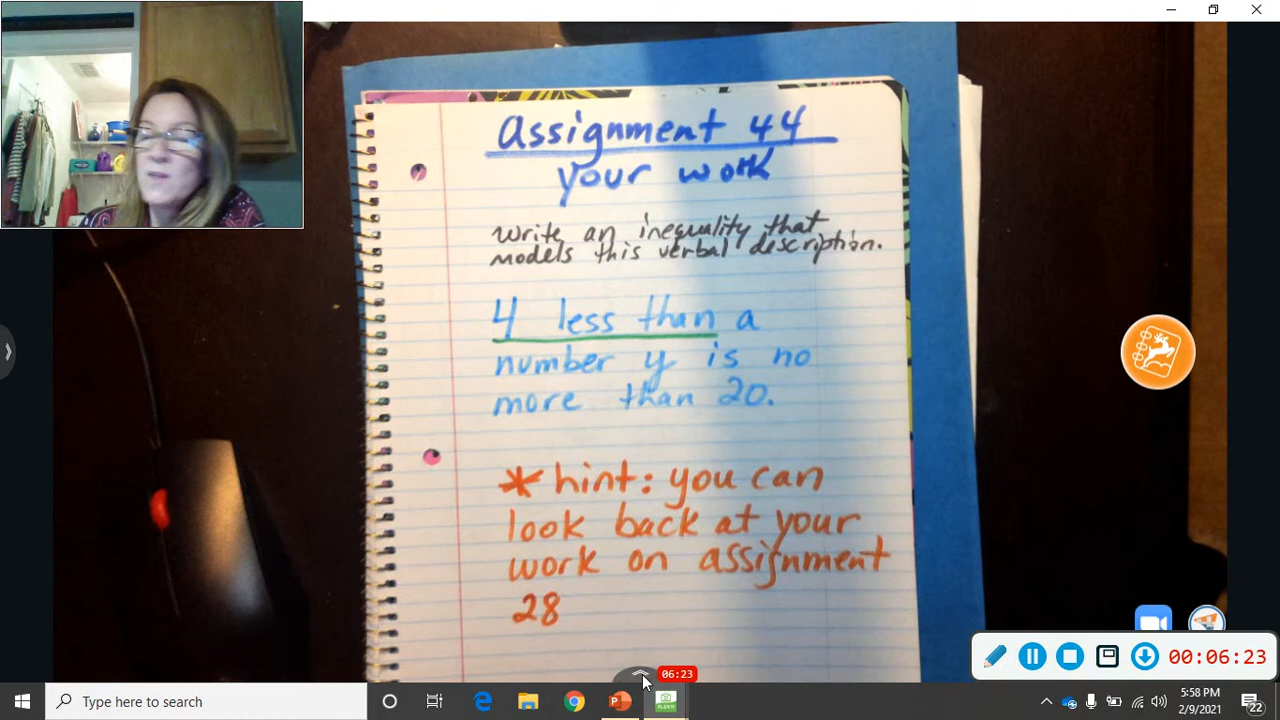 Assignment 44
your work
Write an inequality that
models this verbal description.
4 less than a
number y is no
more than 20.
* hint: you can
look back at your
work on assignment
28
06:23
00:06:23
Type here to search
5:58 PM
2/9/2021
22